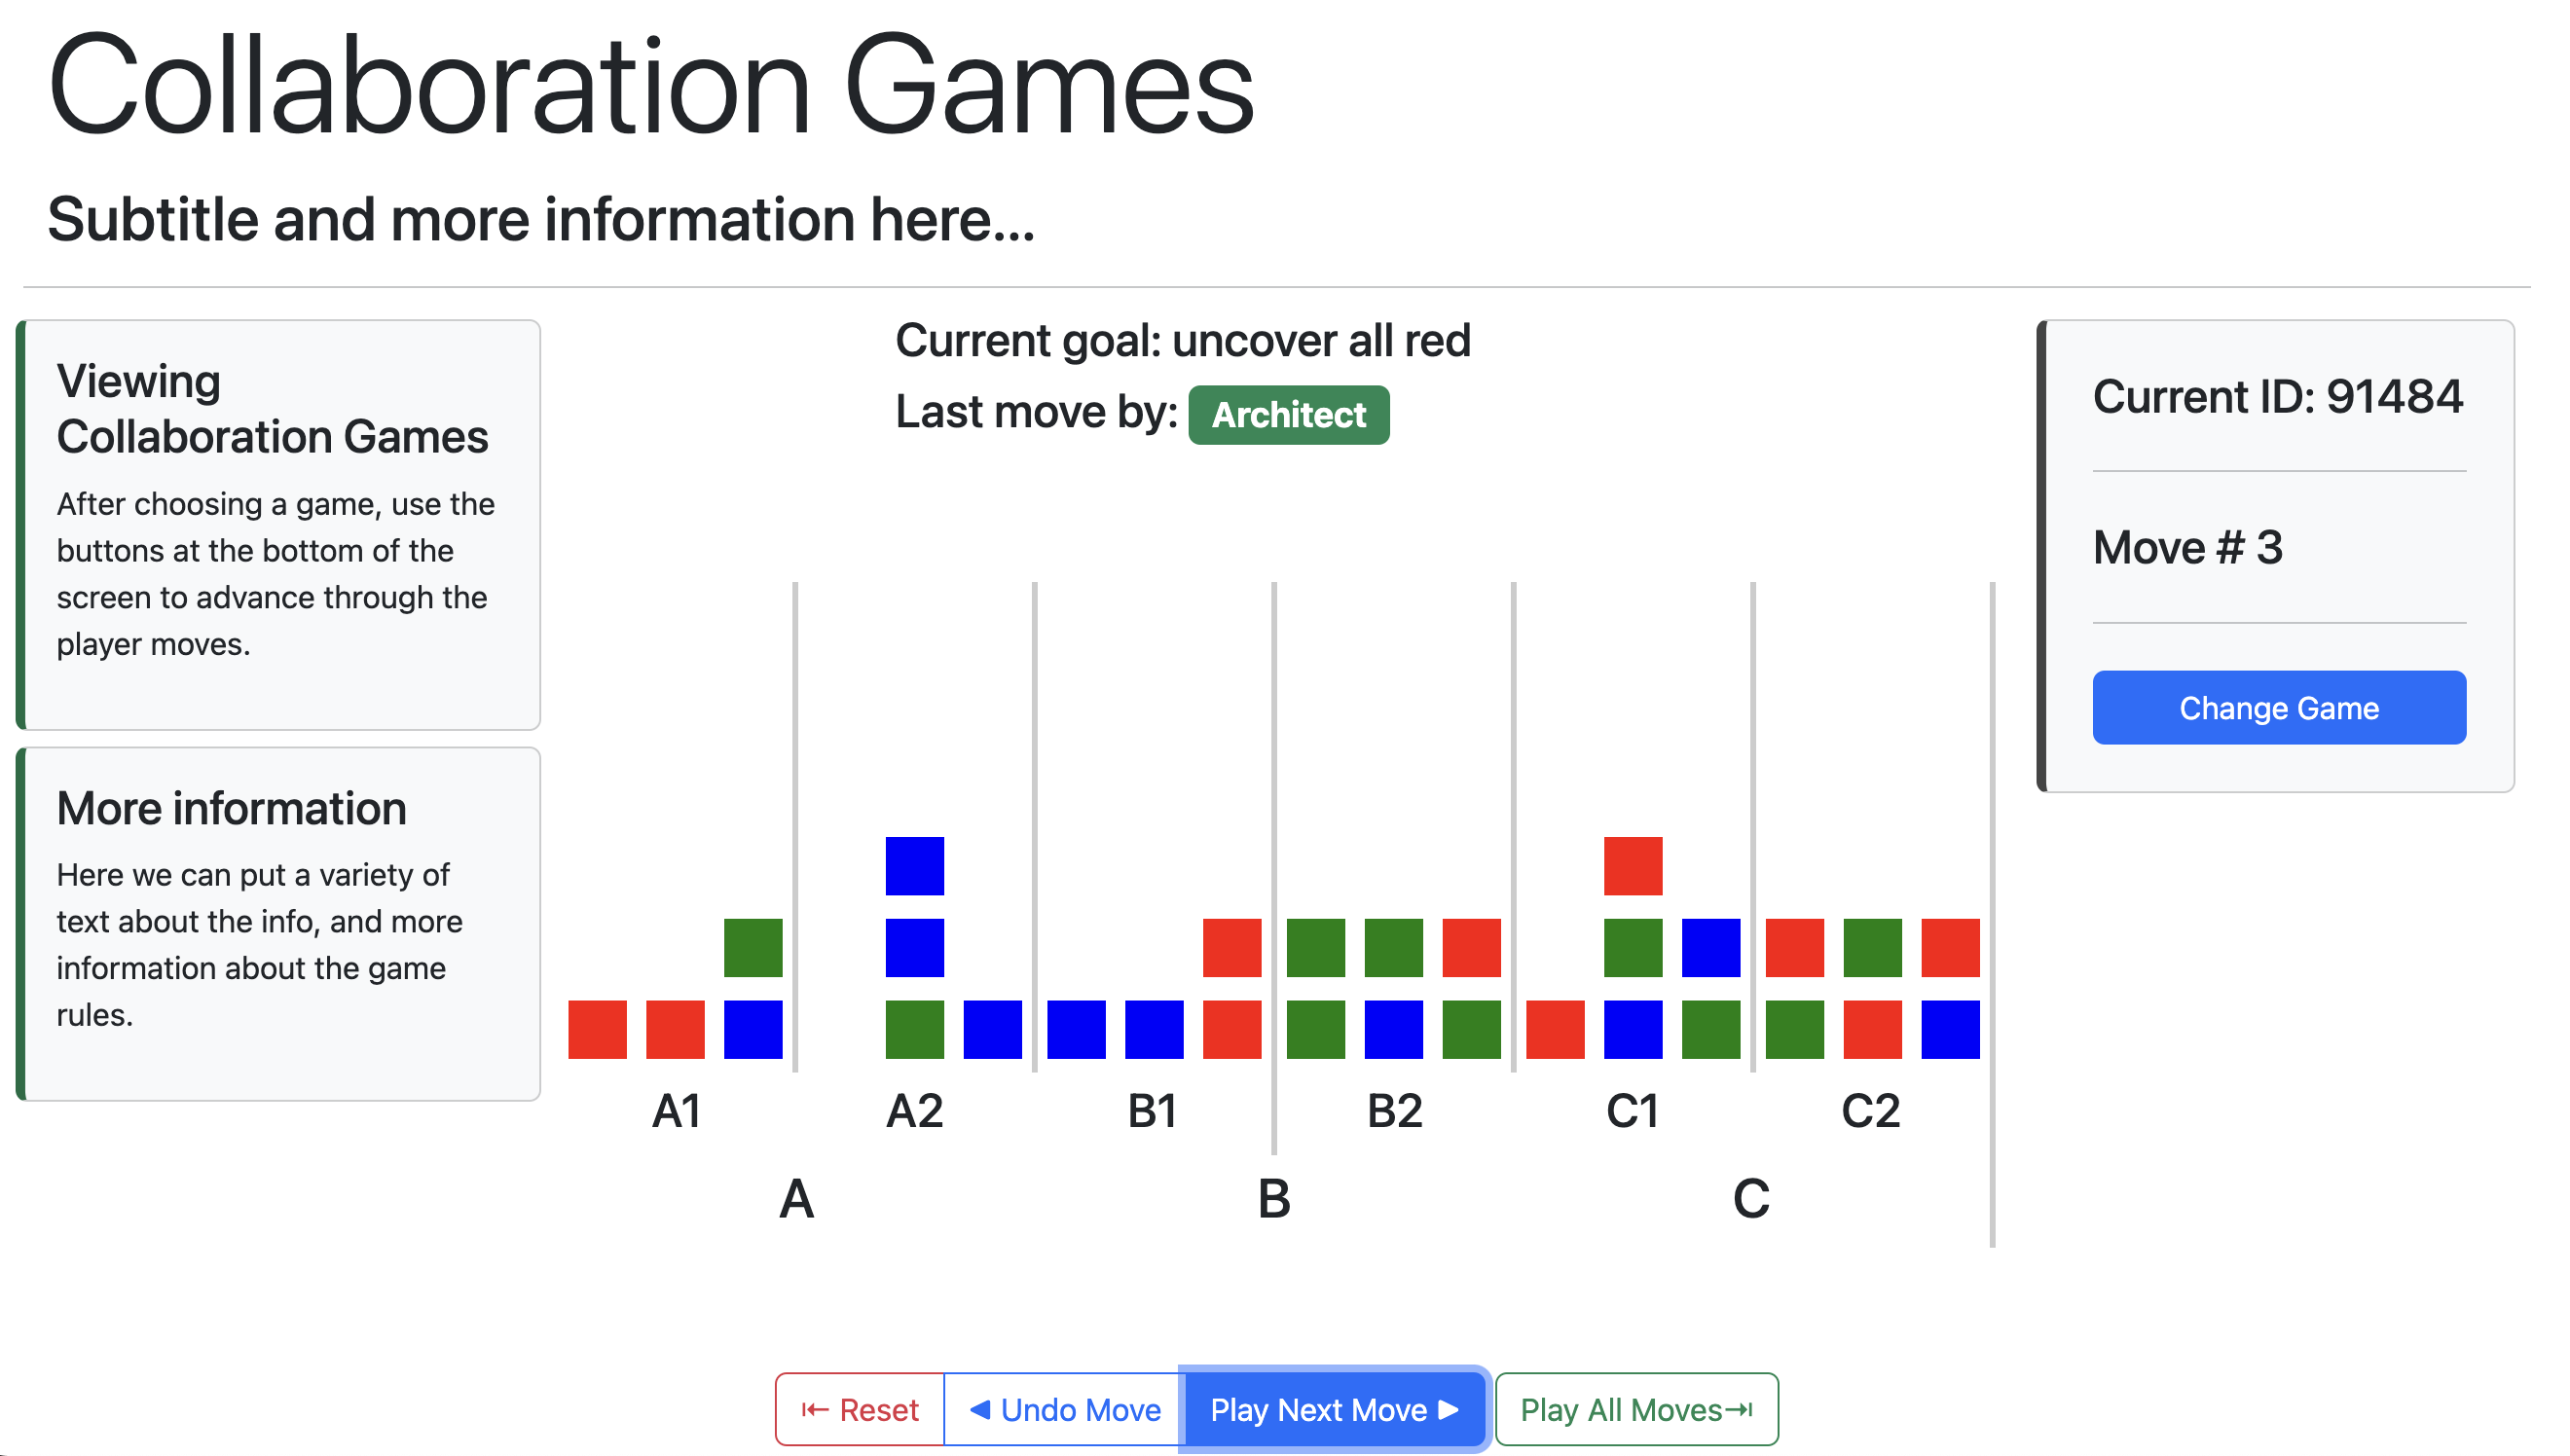 Collaboration Games
Subtitle and more information here...
Viewing
Collaboration Games
After choosing a game, use the
buttons at the bottom of the
screen to advance through the
player moves.
More information
Here we can put a variety of
text about the info, and more
information about the game
rules.
Current goal: uncover all red
Last move by: Architect
A1 A2 B1 B2 C1 C2
A B C
Current ID: 91484
Move # 3
Change Game
⇤ Reset ◀ Undo Move Play Next Move ▶ Play All Moves⇥